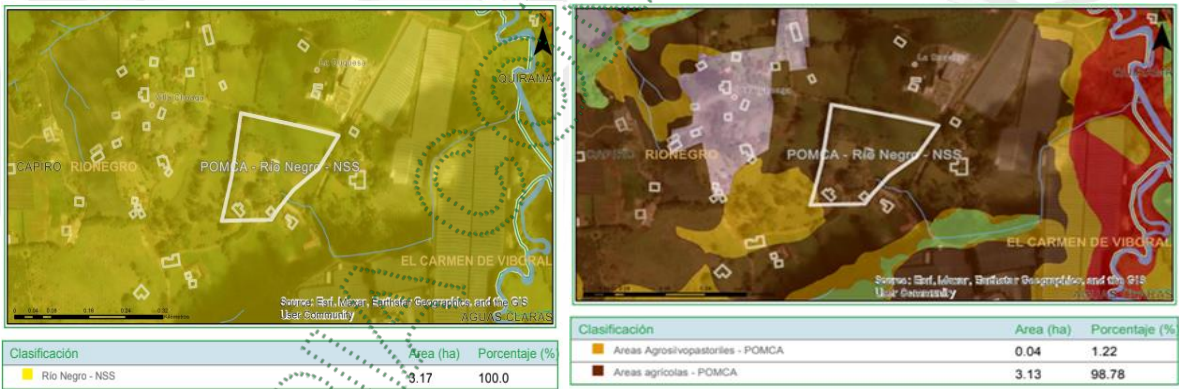 QUIRAMA
CAPIRO RIONEGRO
POMCA - Río Negro - NSS
EL CARMEN DE VIBORAL
Source: Esri, Maxar, Earthstar Geographics, and the GIS
User Community
AGUAS CLARAS
Clasificación Area (ha) Porcentaje (%)
Río Negro - NSS 3.17 100.0
RIONEGRO
POMCA - Río Negro - NSS
EL CARMEN DE VIBORAL
Source: Esri, Maxar, Earthstar Geographics, and the GIS
User Community
Clasificación Area (ha) Porcentaje (%)
Areas Agrosilvopastoriles - POMCA 0.04 1.22
Areas agrícolas - POMCA 3.13 98.78